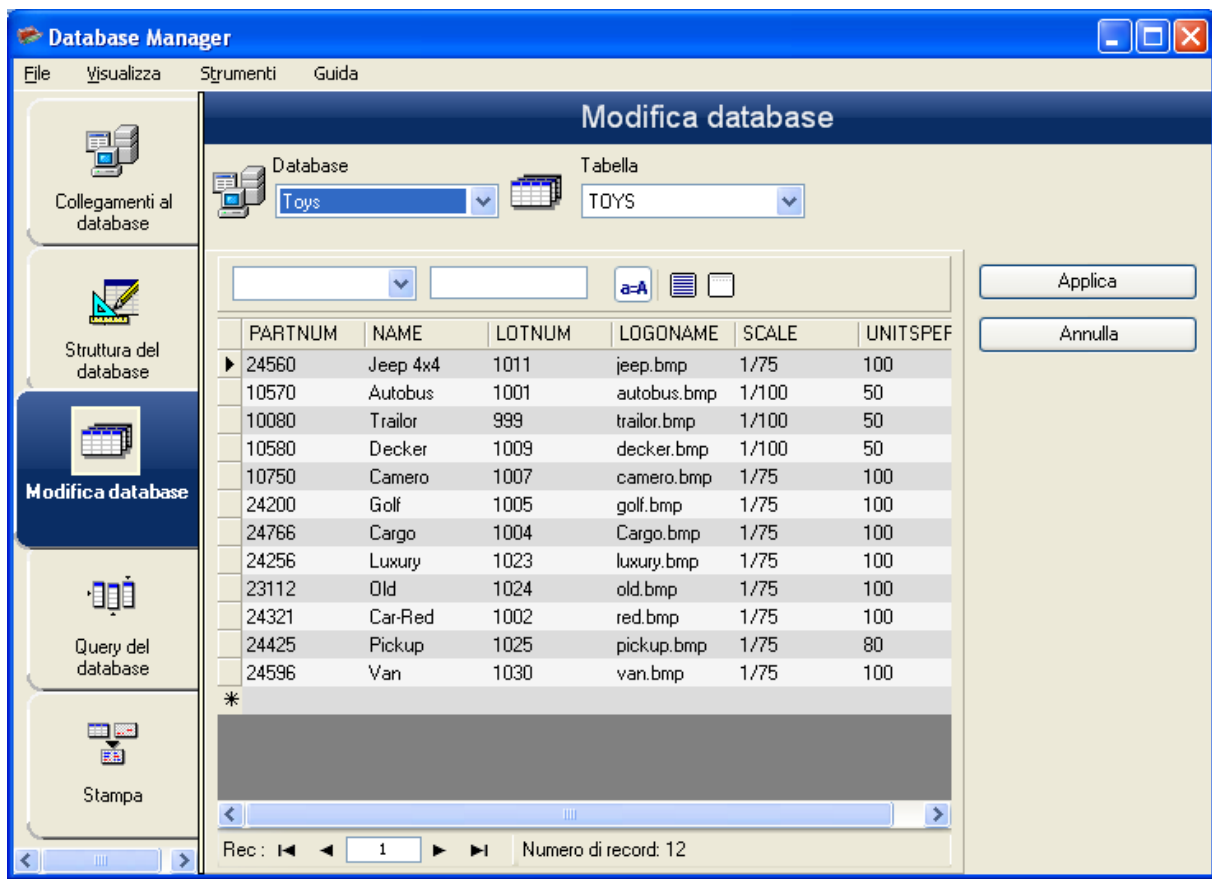 Database Manager
File Visualizza Strumenti Guida
Collegamenti al
database
Struttura del
database
Modifica database
Query del
database
Stampa
Modifica database
Database Tabella
Toys TOYS
a=A
Applica
Annulla
PARTNUM NAME LOTNUM LOGONAME SCALE UNITSPER
24560 Jeep 4x4 1011 jeep.bmp 1/75 100
10570 Autobus 1001 autobus.bmp 1/100 50
10080 Trailor 999 trailor.bmp 1/100 50
10580 Decker 1009 decker.bmp 1/100 50
10750 Camero 1007 camero.bmp 1/75 100
24200 Golf 1005 golf.bmp 1/75 100
24766 Cargo 1004 Cargo.bmp 1/75 100
24256 Luxury 1023 luxury.bmp 1/75 100
23112 Old 1024 old.bmp 1/75 100
24321 Car-Red 1002 red.bmp 1/75 100
24425 Pickup 1025 pickup.bmp 1/75 80
24596 Van 1030 van.bmp 1/75 100
Rec: 1 Numero di record: 12